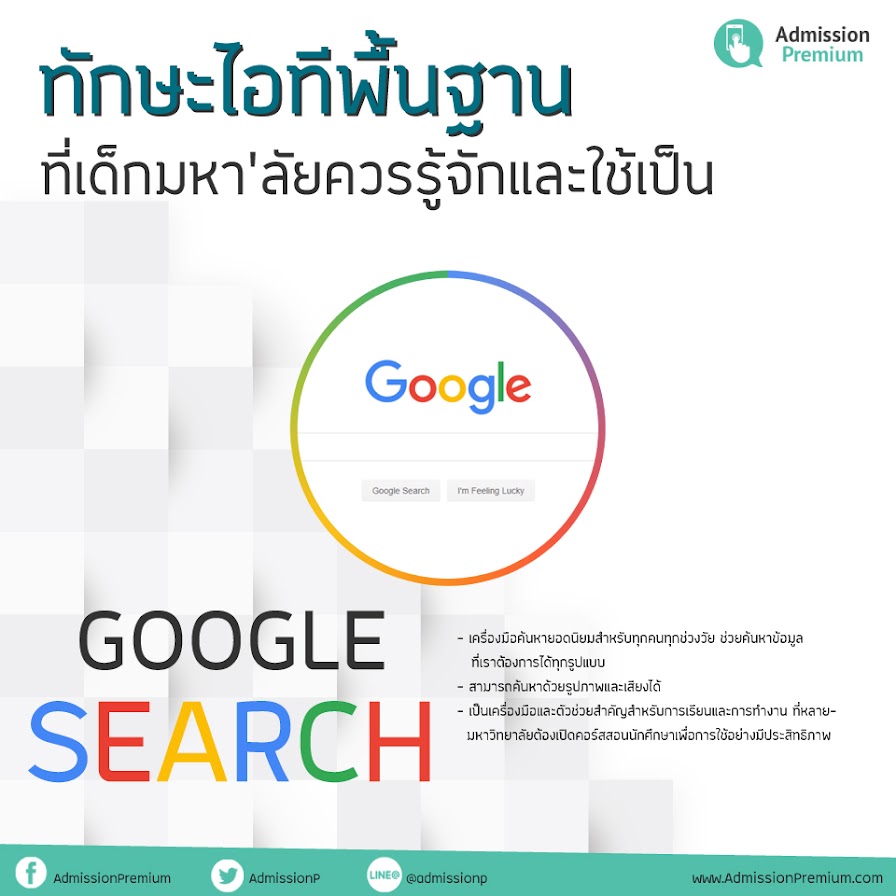 Admission
Premium
ทักษะไอทีพื้นฐาน
ที่เด็กมหา'ลัยควรรู้จักและใช้เป็น
Google
Google Search
I'm Feeling Lucky
GOOGLE
SEARCH
- เครื่องมือค้นหายอดนิยมสำหรับทุกคนทุกช่วงวัย ช่วยค้นหาข้อมูล
ที่เราต้องการได้ทุกรูปแบบ
- สามารถค้นหาด้วยรูปภาพและเสียงได้
- เป็นเครื่องมือและตัวช่วยสำคัญสำหรับการเรียนและการทำงาน ที่หลาย-
มหาวิทยาลัยต้องเปิดคอร์สสอนนักศึกษาเพื่อการใช้อย่างมีประสิทธิภาพ
f AdmissionPremium
AdmissionP
LINE@ @admissionp
www.AdmissionPremium.com